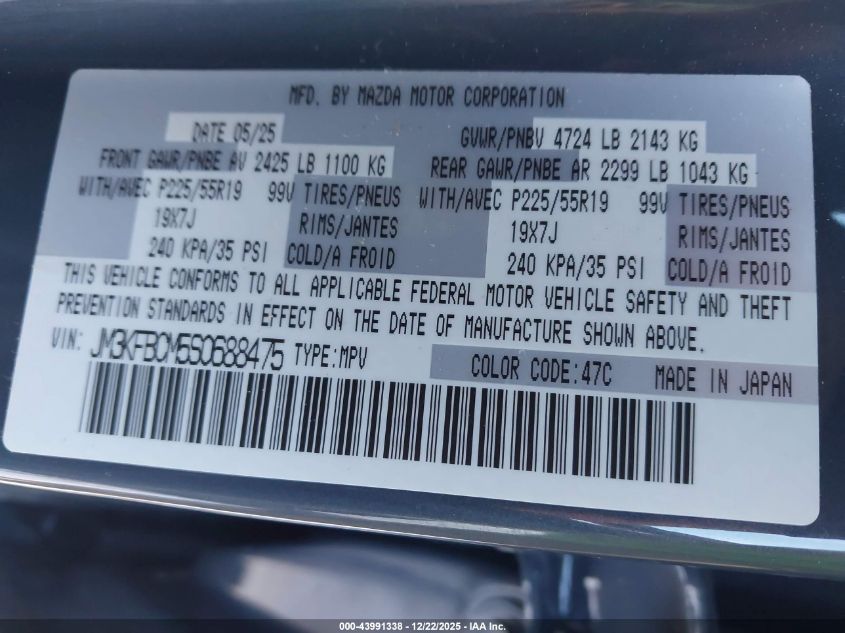 MFD. BY MAZDA MOTOR CORPORATION
DATE 05/25 GVWR/PNBV 4724 LB 2143 KG
FRONT GAWR/PNBE AV 2425 LB 1100 KG REAR GAWR/PNBE AR 2299 LB 1043 KG
WITH/AVEC P225/55R19 99V TIRES/PNEUS WITH/AVEC P225/55R19 99V TIRES/PNEUS
19X7J RIMS/JANTES 19X7J RIMS/JANTES
240 KPA/35 PSI COLD/A FROID 240 KPA/35 PSI COLD/A FROID
THIS VEHICLE CONFORMS TO ALL APPLICABLE FEDERAL MOTOR VEHICLE SAFETY AND THEFT
PREVENTION STANDARDS IN EFFECT ON THE DATE OF MANUFACTURE SHOWN ABOVE.
VIN: JM3KFBCM5S0688475 TYPE:MPV COLOR CODE:47C MADE IN JAPAN
000-43991338 - 12/22/2025 - IAA Inc.